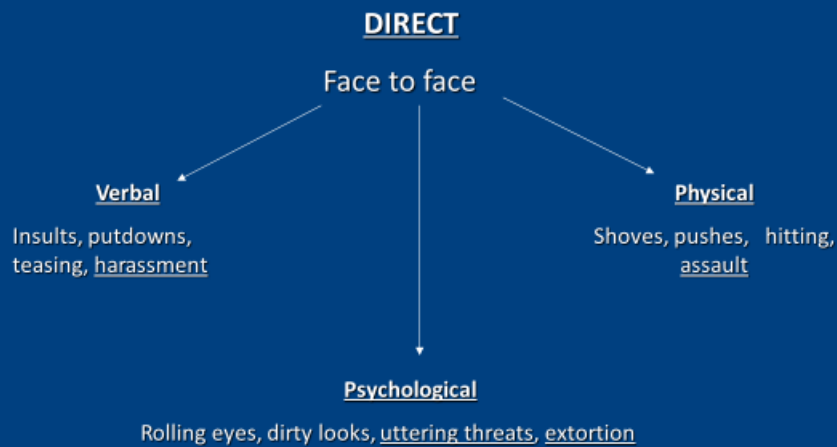 DIRECT
Face to face
Verbal
Insults, putdowns,
teasing, harassment
Physical
Shoves, pushes, hitting,
assault
Psychological
Rolling eyes, dirty looks, uttering threats, extortion